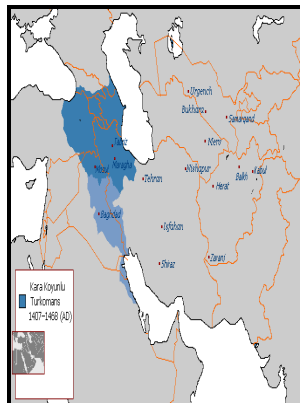 Urgench
Bukhara
Samarqand
Tabriz
Merv
Mosul
Maragha
Nishapur
Balkh
Kabul
Tehran
Herat
Baghdad
Isfahan
Shiraz
Zaranj
Kara Koyunlu
Turkomans
1407-1468 (AD)